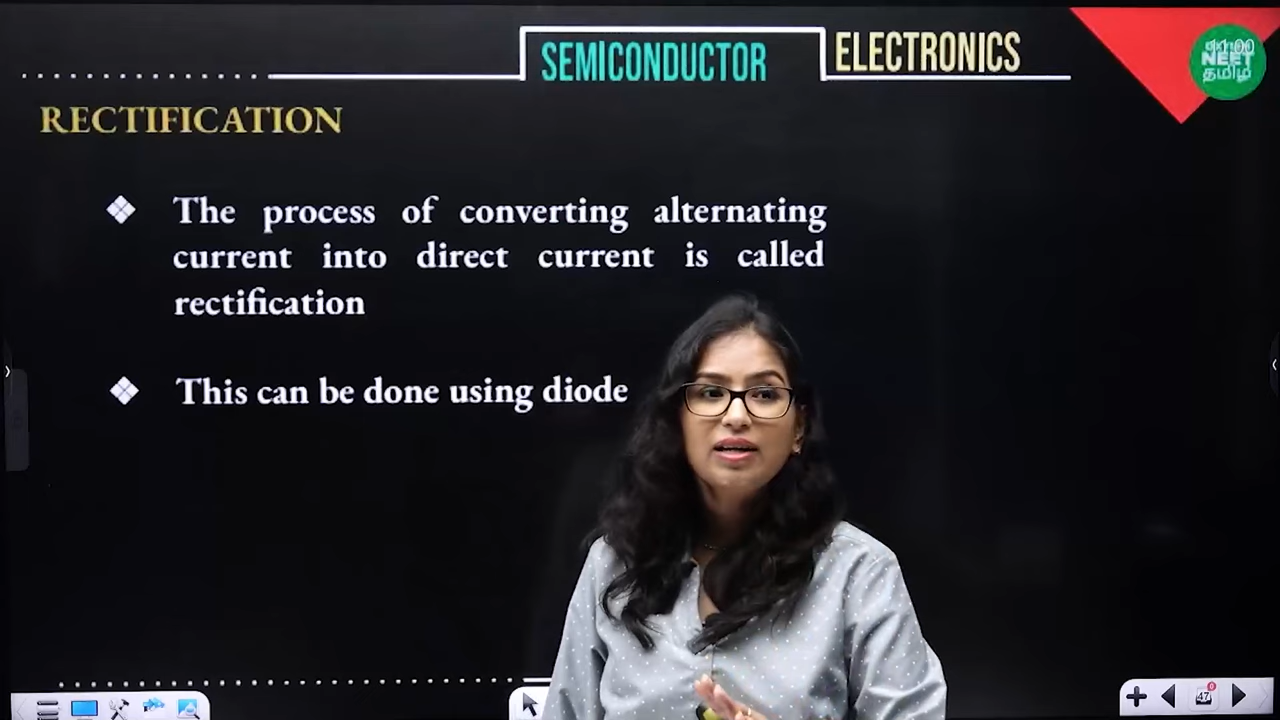 SEMICONDUCTOR ELECTRONICS
NEET
தமிழ்
RECTIFICATION
The process of converting alternating
current into direct current is called
rectification
This can be done using diode
47